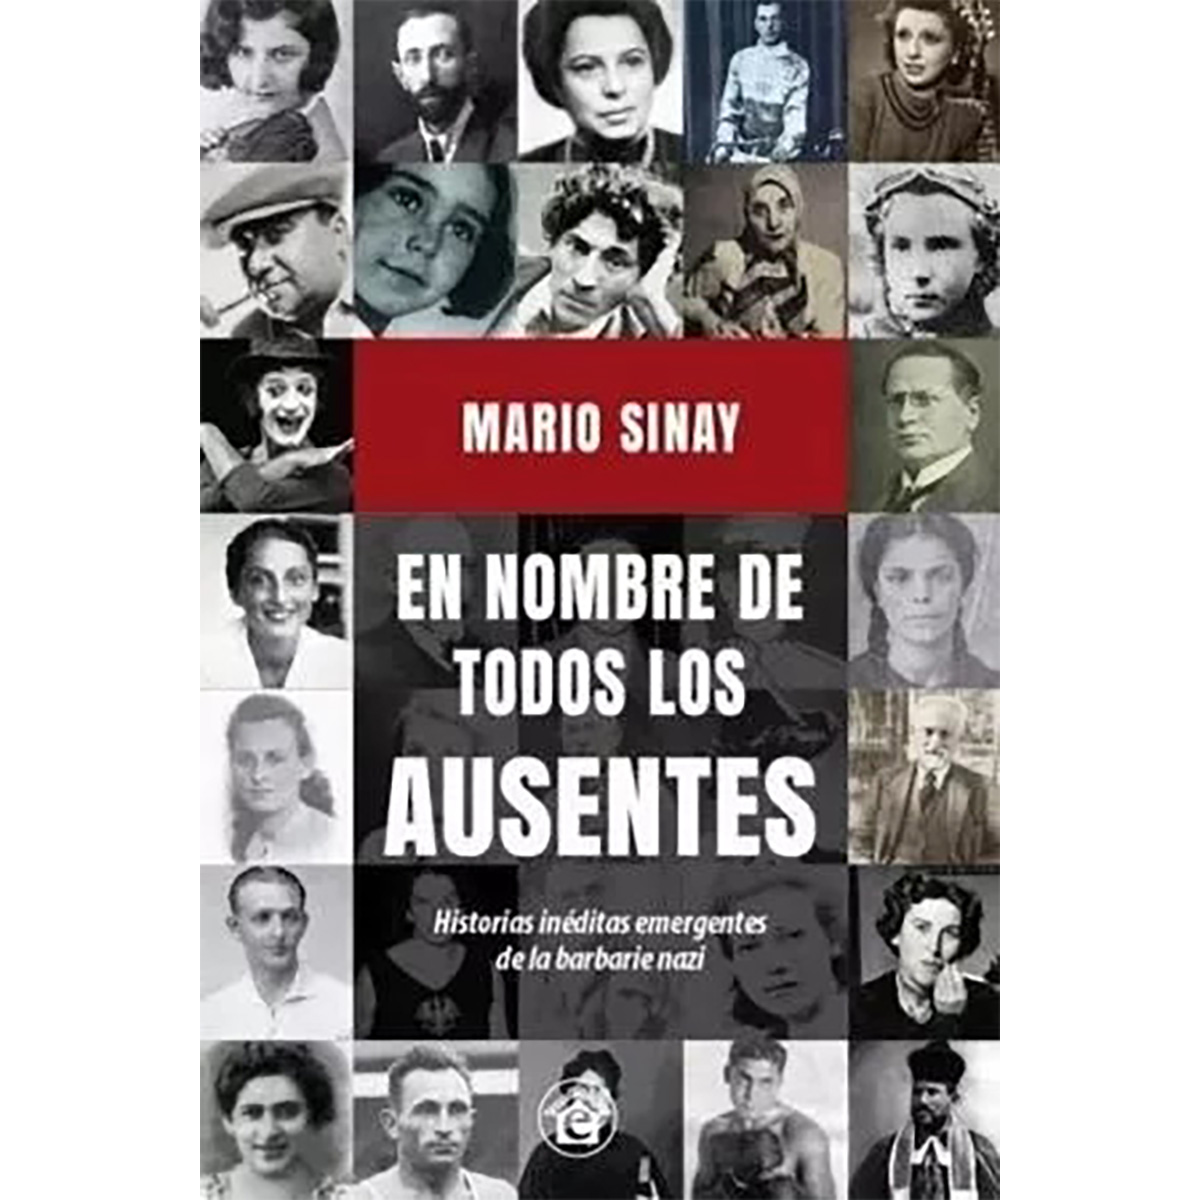 MARIO SINAY
EN NOMBRE DE
TODOS LOS
AUSENTES
Historias inéditas emergentes
de la barbarie nazi
e